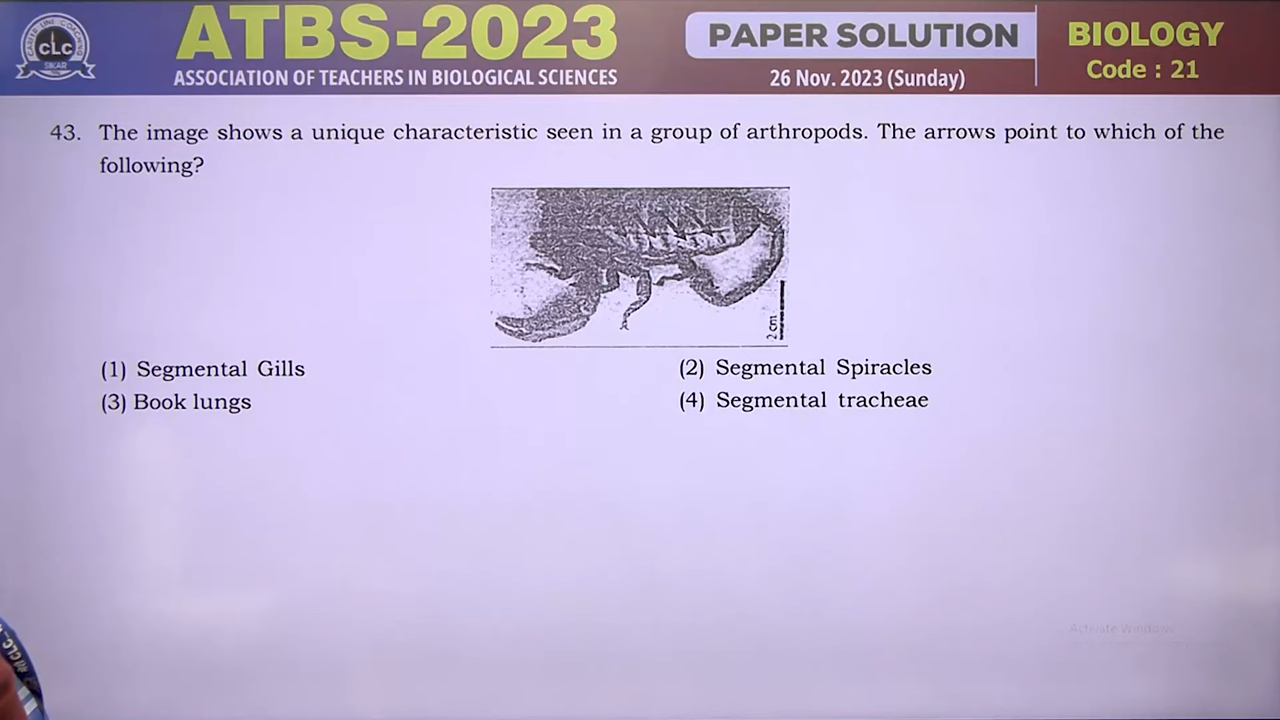 CLC
SIKAR
ATBS-2023
ASSOCIATION OF TEACHERS IN BIOLOGICAL SCIENCES
PAPER SOLUTION
26 Nov. 2023 (Sunday)
BIOLOGY
Code : 21
43. The image shows a unique characteristic seen in a group of arthropods. The arrows point to which of the
following?
2 cm
(1) Segmental Gills
(2) Segmental Spiracles
(3) Book lungs
(4) Segmental tracheae
Activate Windows